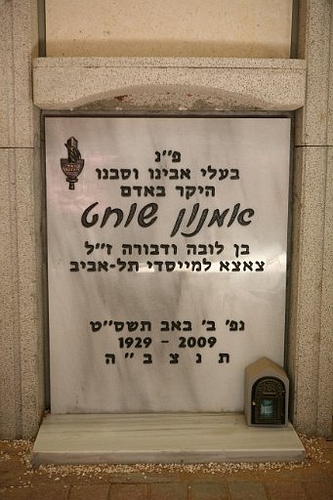 פ״נ
בעלי אבינו וסבנו
היקר באדם
אמנון שוחט
בן לובה ודבורה ז״ל
צאצא למייסדי תל-אביב
נפ׳ ב׳ באב תשס״ט
1929 - 2009
ת נ צ ב ״ ה